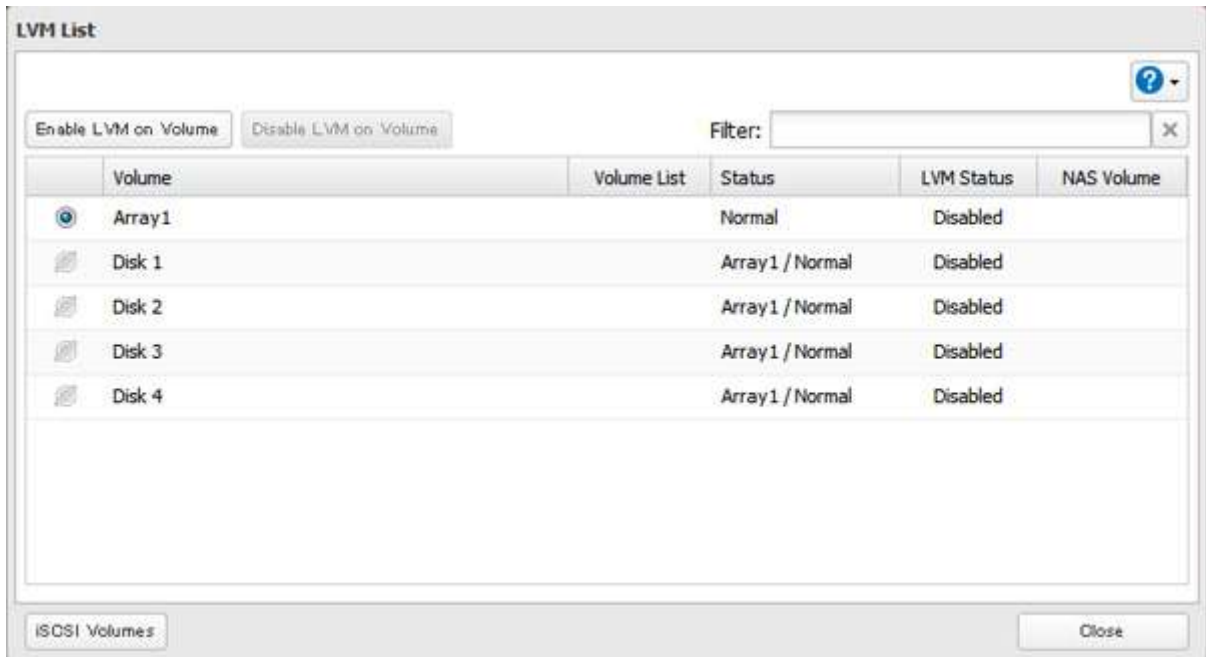 LVM List
?
Enable LVM on Volume Disable LVM on Volume Filter:
Volume Volume List Status LVM Status NAS Volume
Array1 Normal Disabled
Disk 1 Array1 / Normal Disabled
Disk 2 Array1 / Normal Disabled
Disk 3 Array1 / Normal Disabled
Disk 4 Array1 / Normal Disabled
iSCSI Volumes Close